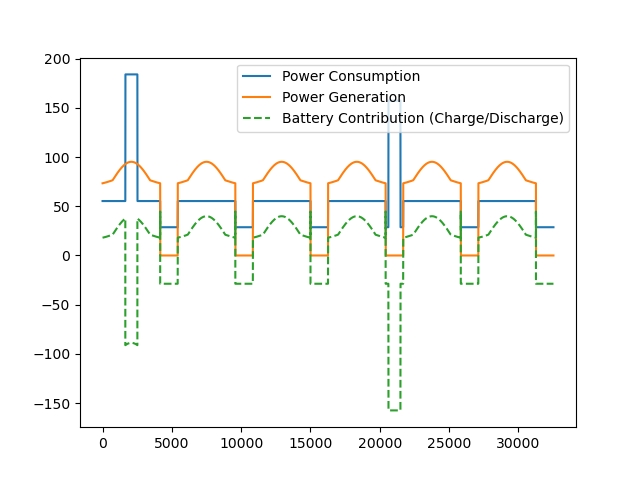 Power Consumption
Power Generation
Battery Contribution (Charge/Discharge)
200
150
100
50
0
−50
−100
−150
0 5000 10000 15000 20000 25000 30000